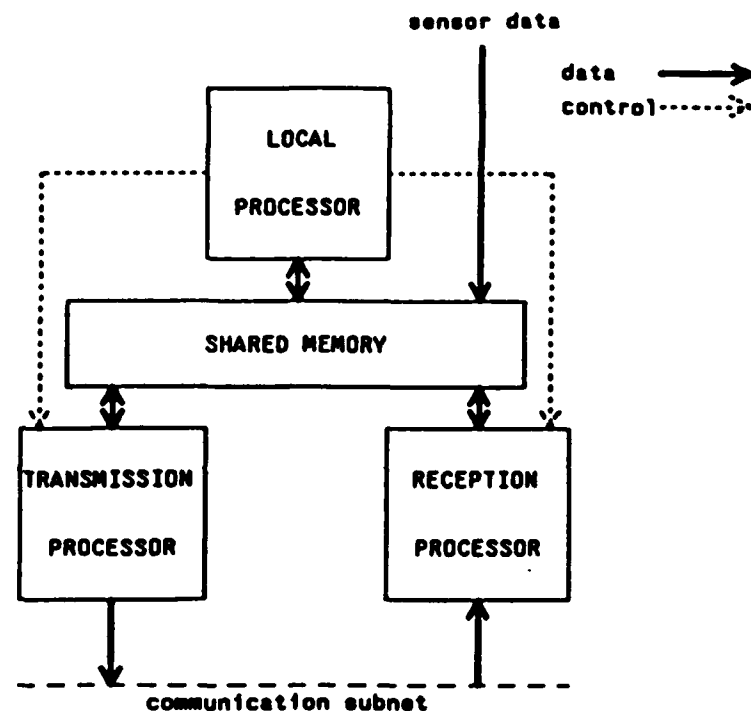 sensor data
data
control
LOCAL
PROCESSOR
SHARED MEMORY
TRANSMISSION
PROCESSOR
RECEPTION
PROCESSOR
communication subnet